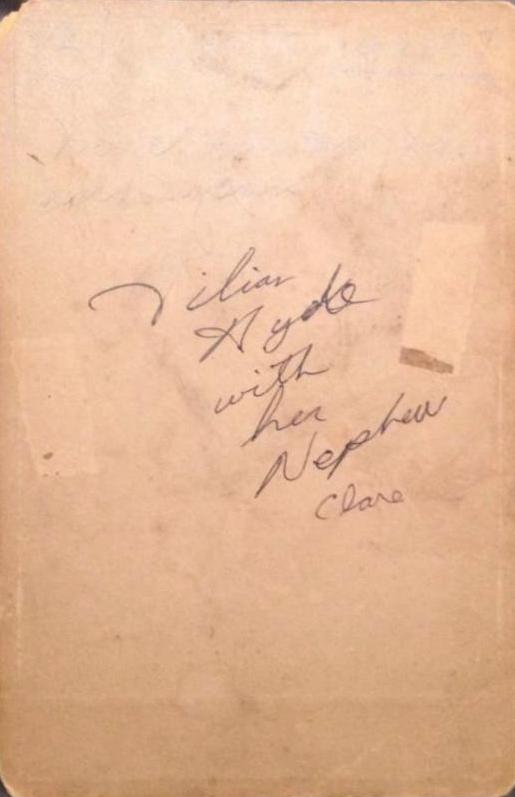 Lilian
Hyde
with
her
Nephew
Clare